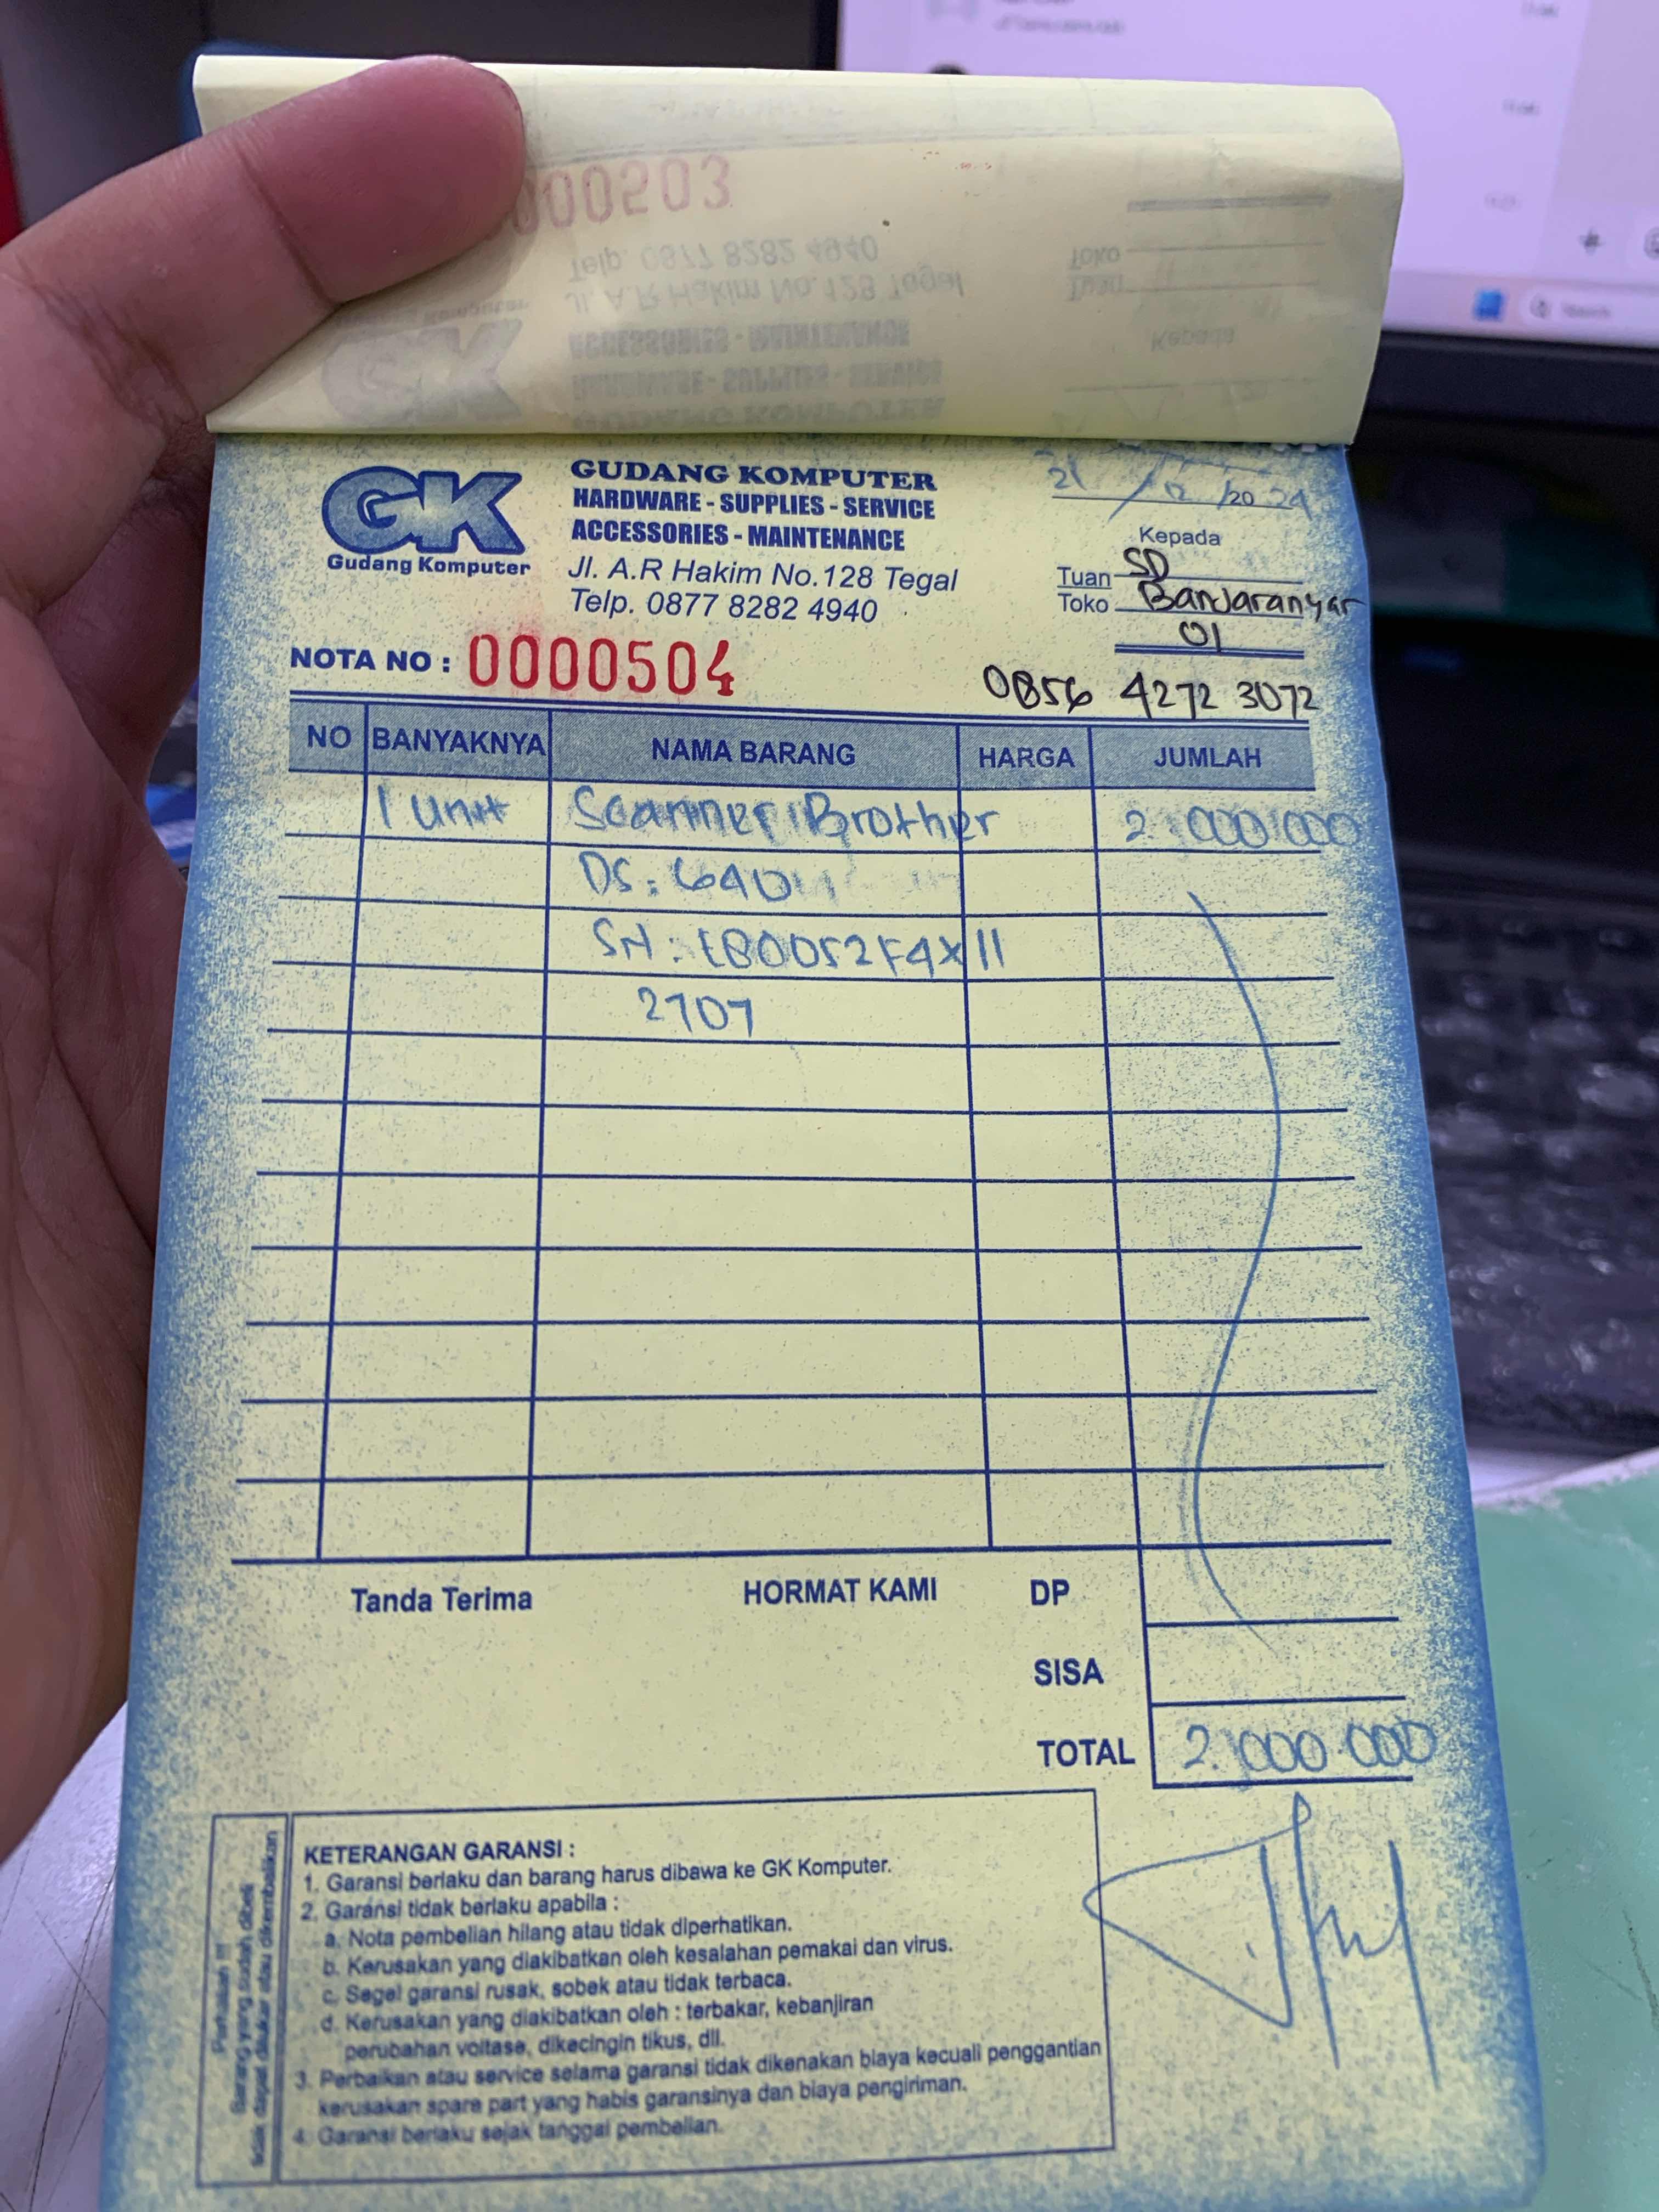 0000503
GK
Gudang Komputer
GUDANG KOMPUTER
HARDWARE - SUPPLIES - SERVICE
ACCESSORIES - MAINTENANCE
Jl. A.R Hakim No.128 Tegal
Telp. 0877 8282 4940
21 / 12 /20 24
Kepada
Tuan SD
Toko Banjaranyar
01
NOTA NO : 0000504
0856 4272 3072
NO BANYAKNYA NAMA BARANG HARGA JUMLAH
1 Unit Scanner Brother 2.000.000
DS: 640
SN: E80052F4X11
2707
Tanda Terima HORMAT KAMI DP
SISA
TOTAL 2.000.000
Perhatian !!!
Barang yang sudah dibeli
tidak dapat ditukar atau dikembalikan
KETERANGAN GARANSI :
1. Garansi berlaku dan barang harus dibawa ke GK Komputer.
2. Garansi tidak berlaku apabila :
a. Nota pembelian hilang atau tidak diperhatikan.
b. Kerusakan yang diakibatkan oleh kesalahan pemakai dan virus.
c. Segel garansi rusak, sobek atau tidak terbaca.
d. Kerusakan yang diakibatkan oleh : terbakar, kebanjiran
perubahan voltase, dikecingin tikus, dll.
3. Perbaikan atau service selama garansi tidak dikenakan biaya kecuali penggantian
kerusakan spare part yang habis garansinya dan biaya pengiriman.
4. Garansi berlaku sejak tanggal pembelian.